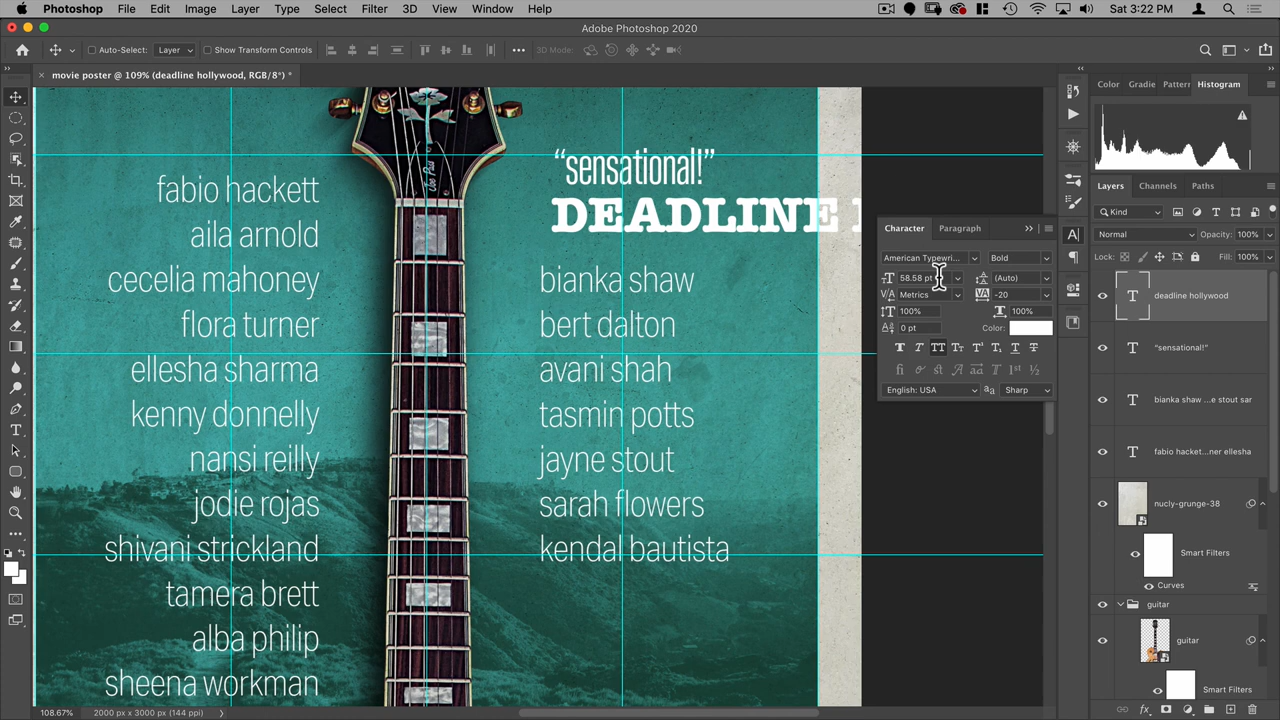 Photoshop File Edit Image Layer Type Select Filter 3D View Window Help Sat 3:22 PM
Adobe Photoshop 2020
Auto-Select: Layer Show Transform Controls 3D Mode:
× movie poster @ 109% (deadline hollywood, RGB/8*) *
Color Gradie Pattern Histogram
"sensational!"
DEADLINE
fabio hackett
aila arnold
cecelia mahoney
flora turner
ellesha sharma
kenny donnelly
nansi reilly
jodie rojas
shivani strickland
tamera brett
alba philip
sheena workman
Les Paul
bianka shaw
bert dalton
avani shah
tasmin potts
jayne stout
sarah flowers
kendal bautista
Character Paragraph
American Typewri... Bold
58.58 pt (Auto)
Metrics -20
100% 100%
0 pt Color:
English: USA Sharp
Layers Channels Paths
Kind
Normal Opacity: 100%
Lock: Fill: 100%
deadline hollywood
"sensational!"
bianka shaw ...e stout sar
fabio hacket...ner ellesha
nucly-grunge-38
Smart Filters
Curves
guitar
guitar
Smart Filters
108.67% 2000 px x 3000 px (144 ppi)